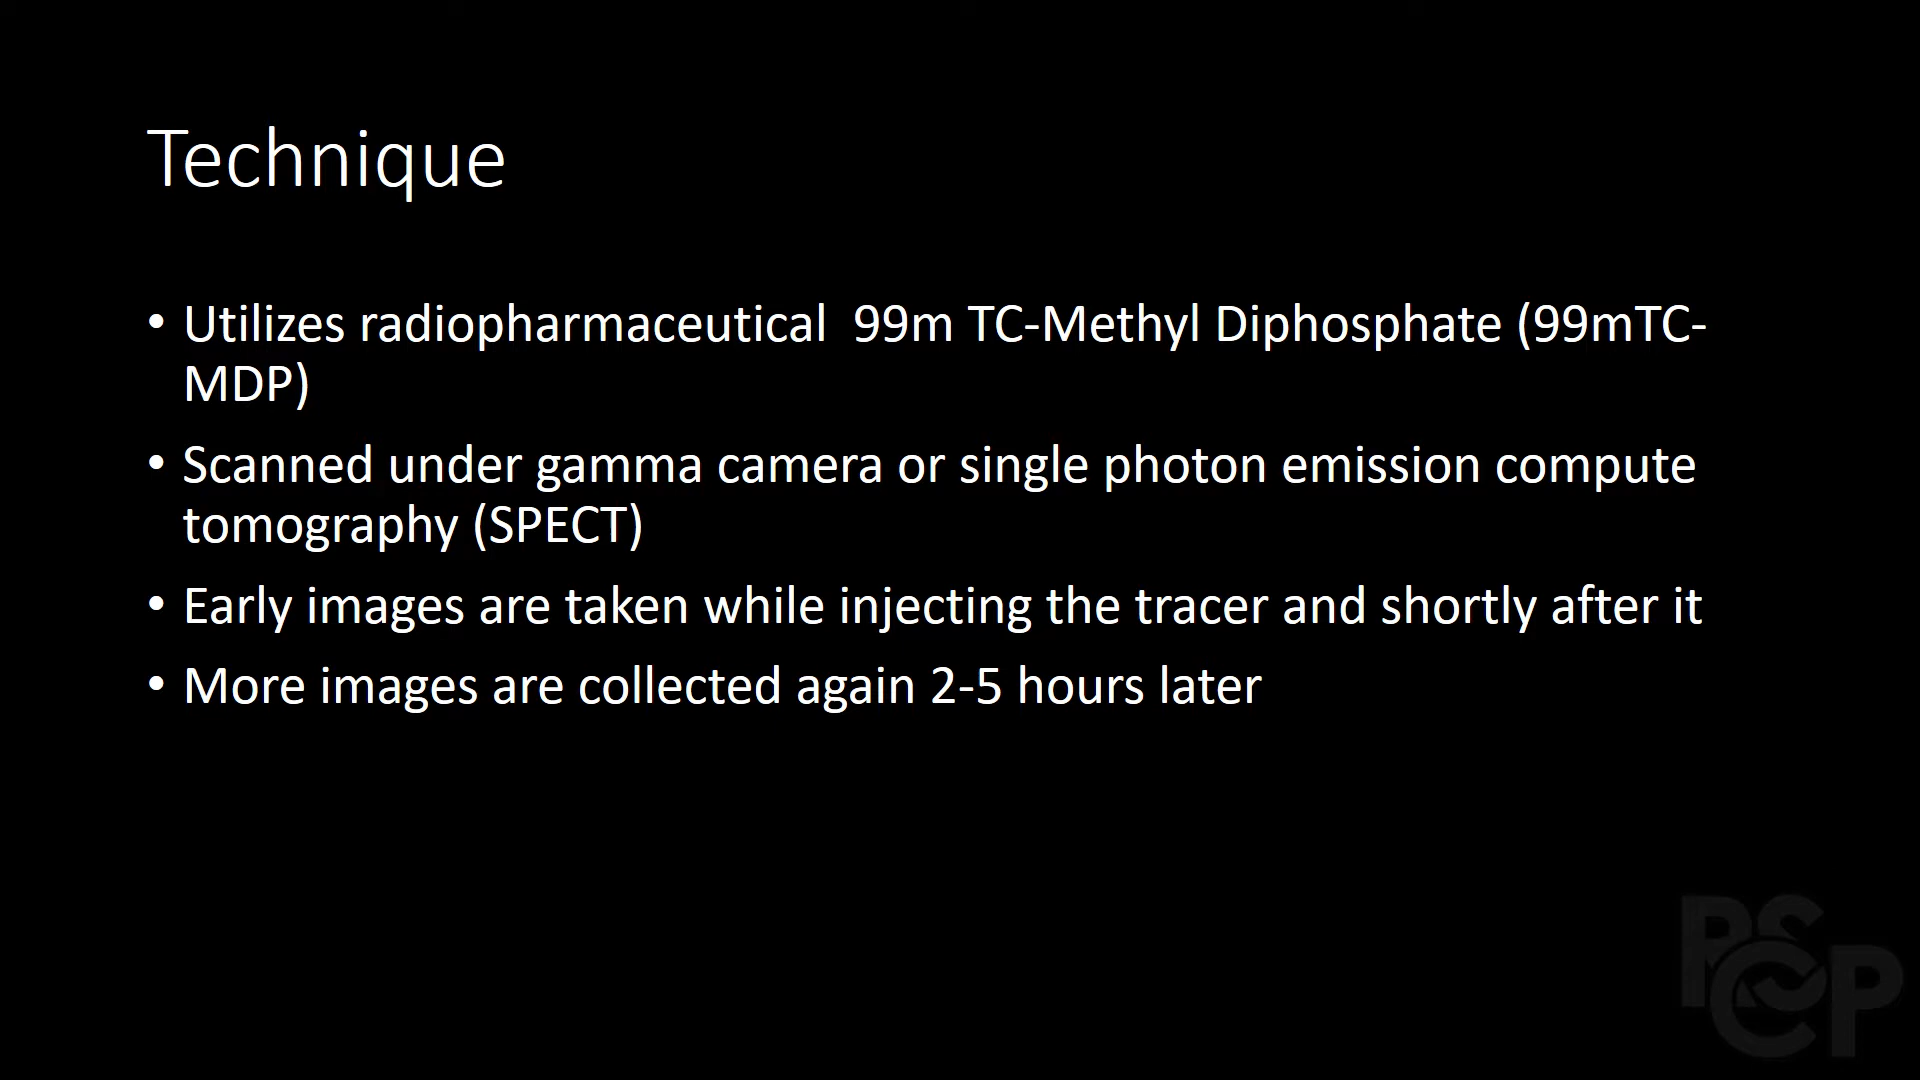 Technique
• Utilizes radiopharmaceutical  99m TC-Methyl Diphosphate (99mTC-
MDP)
• Scanned under gamma camera or single photon emission compute
tomography (SPECT)
• Early images are taken while injecting the tracer and shortly after it
• More images are collected again 2-5 hours later
RSCP